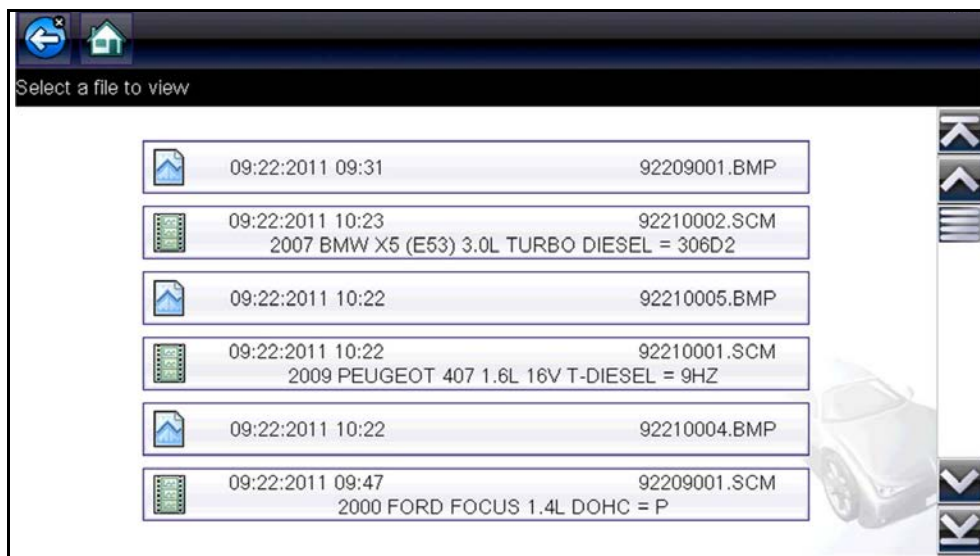 Select a file to view
09:22:2011 09:31 92209001.BMP
09:22:2011 10:23 92210002.SCM
2007 BMW X5 (E53) 3.0L TURBO DIESEL = 306D2
09:22:2011 10:22 92210005.BMP
09:22:2011 10:22 92210001.SCM
2009 PEUGEOT 407 1.6L 16V T-DIESEL = 9HZ
09:22:2011 10:22 92210004.BMP
09:22:2011 09:47 92209001.SCM
2000 FORD FOCUS 1.4L DOHC = P